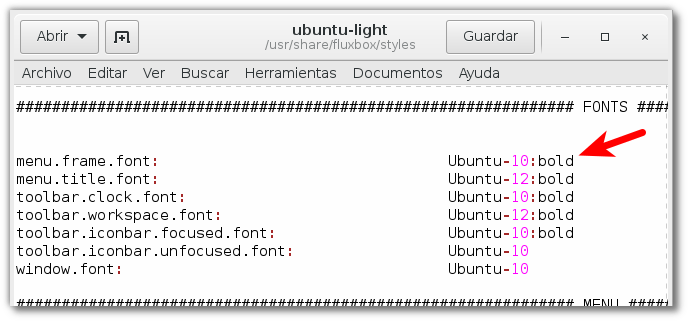 Abrir ubuntu-light Guardar
/usr/share/fluxbox/styles
Archivo Editar Ver Buscar Herramientas Documentos Ayuda
############################################################## FONTS ####
menu.frame.font: Ubuntu-10:bold
menu.title.font: Ubuntu-12:bold
toolbar.clock.font: Ubuntu-10:bold
toolbar.workspace.font: Ubuntu-12:bold
toolbar.iconbar.focused.font: Ubuntu-10:bold
toolbar.iconbar.unfocused.font: Ubuntu-10
window.font: Ubuntu-10
############################################################## MENU #####